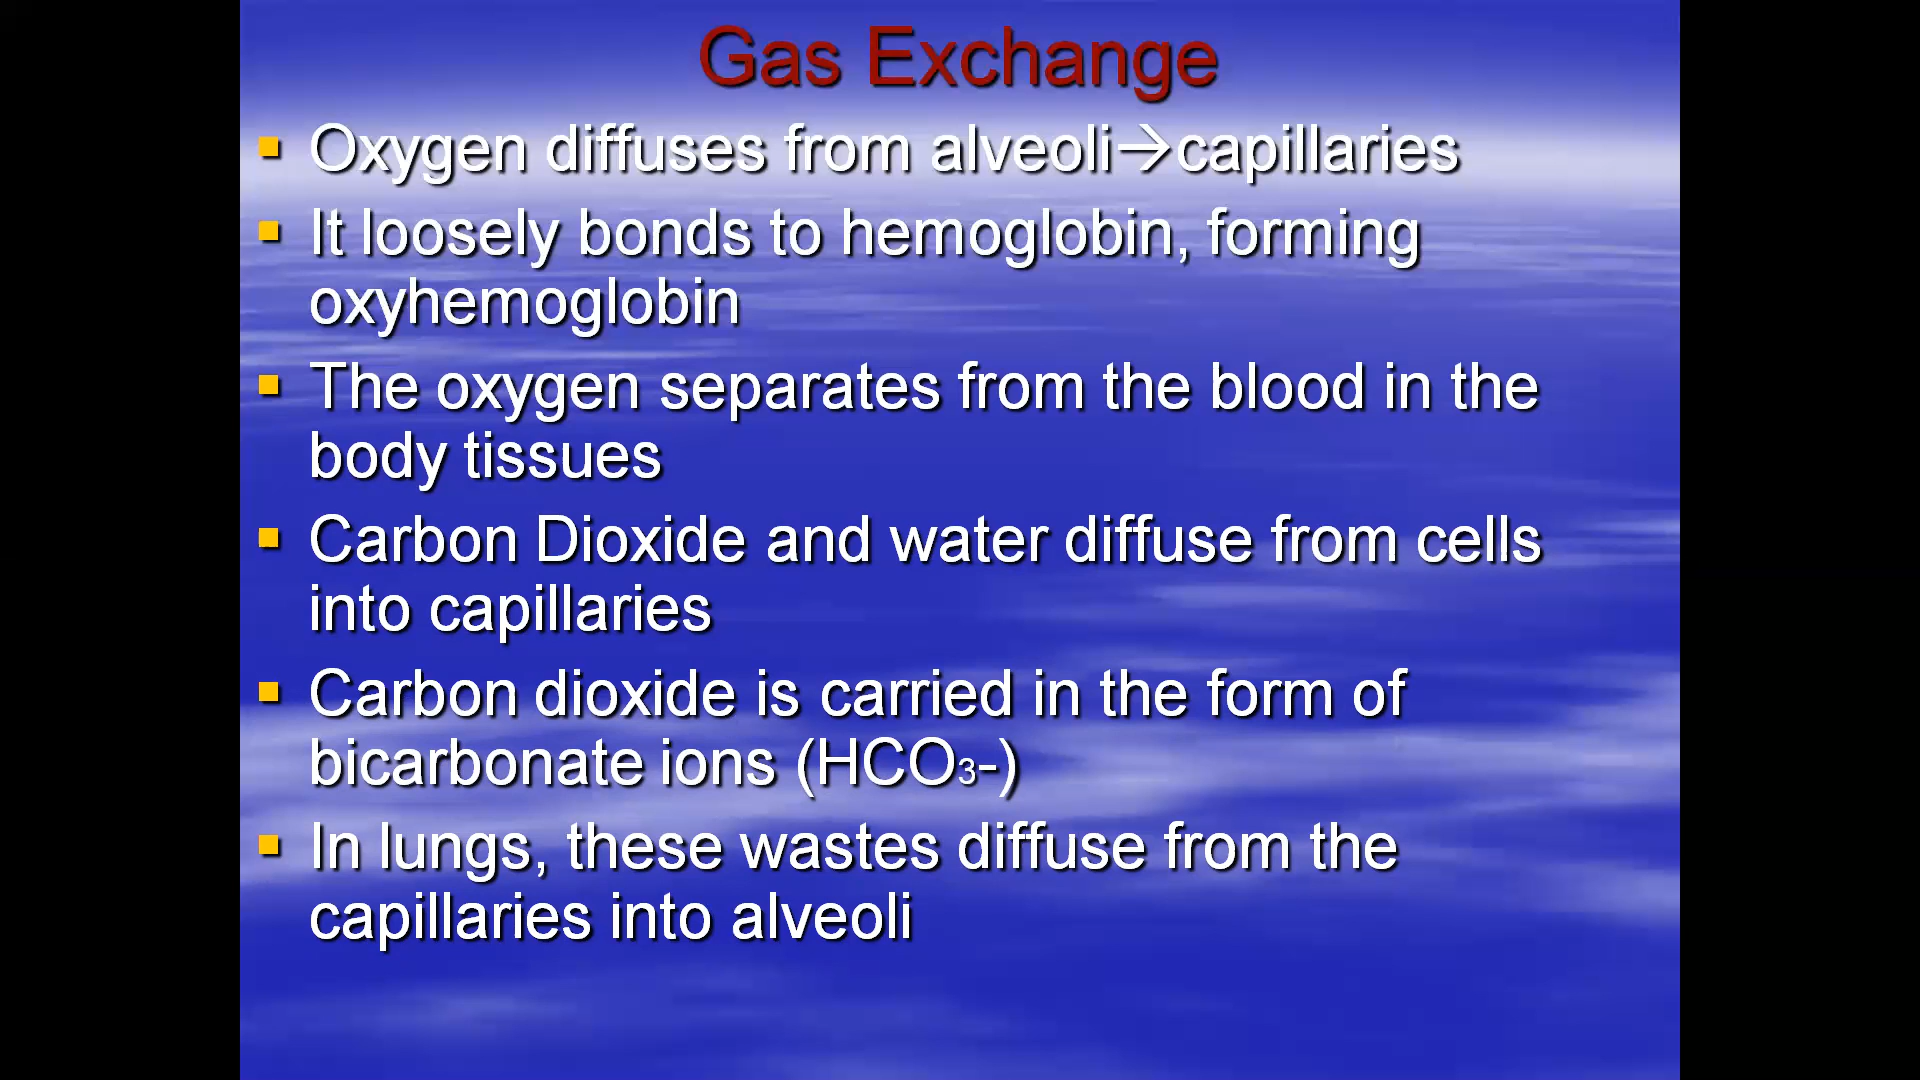 Gas Exchange
▪ Oxygen diffuses from alveoli→capillaries
▪ It loosely bonds to hemoglobin, forming
oxyhemoglobin
▪ The oxygen separates from the blood in the
body tissues
▪ Carbon Dioxide and water diffuse from cells
into capillaries
▪ Carbon dioxide is carried in the form of
bicarbonate ions (HCO₃-)
▪ In lungs, these wastes diffuse from the
capillaries into alveoli